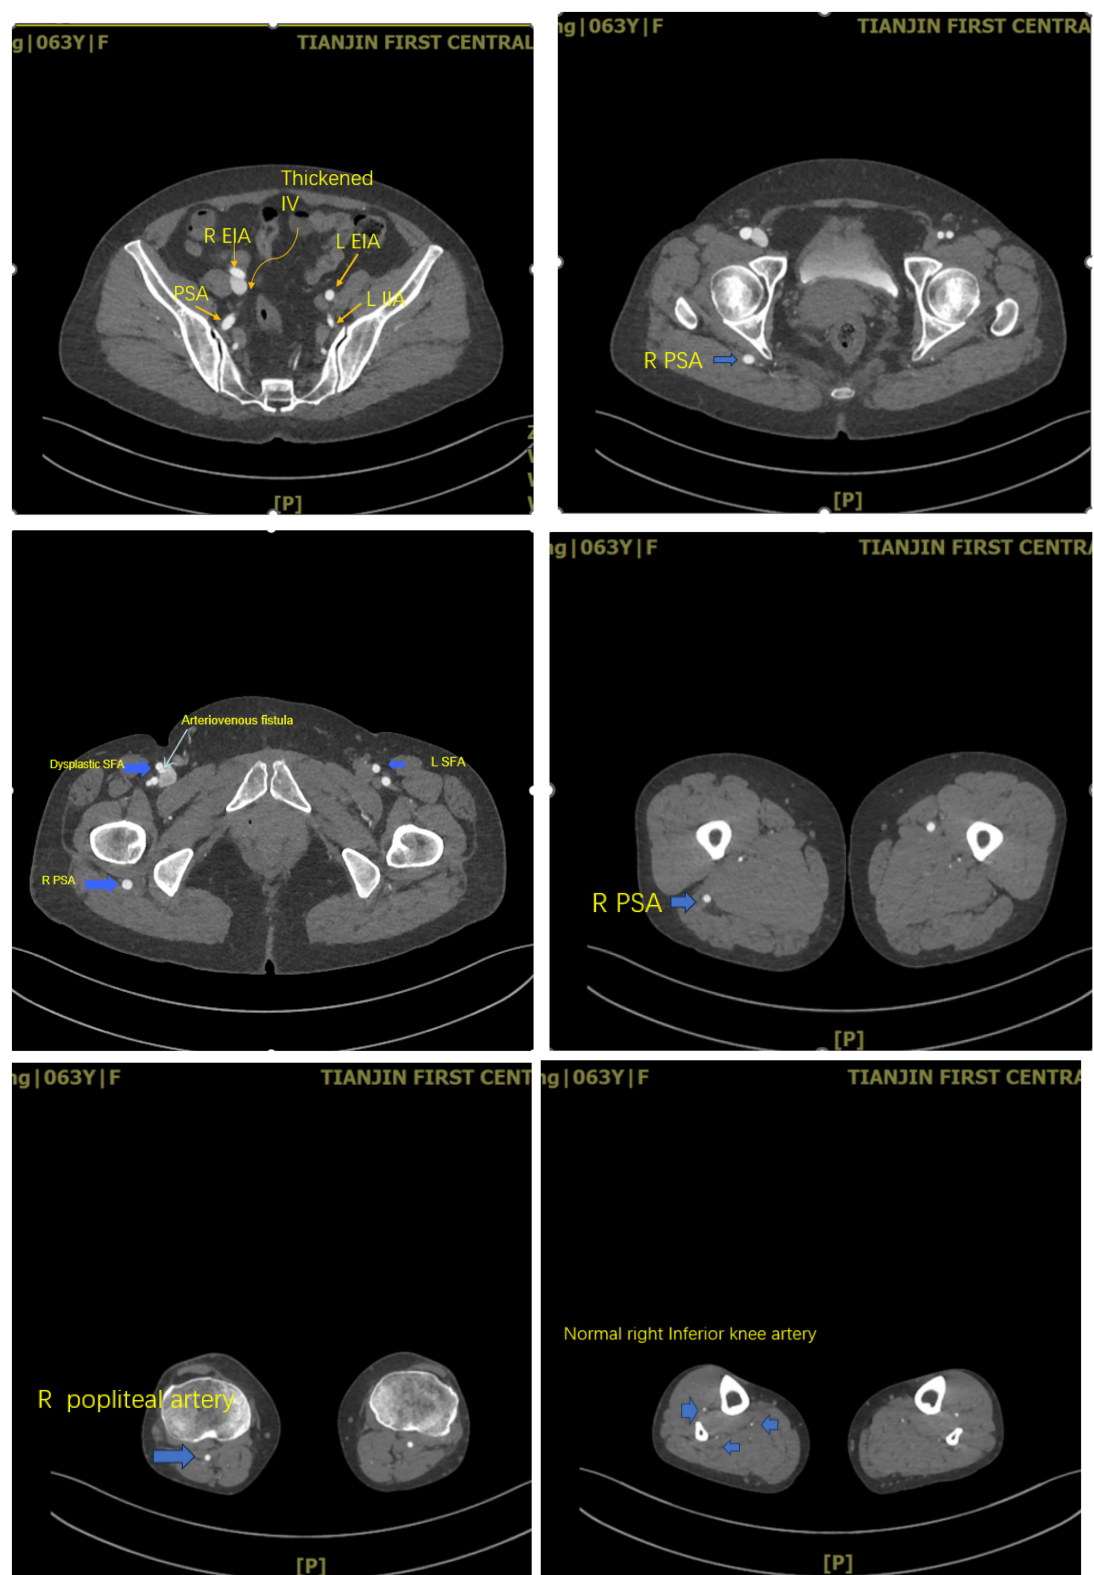 ng|063Y|F
TIANJIN FIRST CENTRAL
Thickened
IV
R EIA
L EIA
PSA
L IIA
[P]
ng|063Y|F
TIANJIN FIRST CENTRA
R PSA
[P]
Arteriovenous fistula
Dysplastic SFA
L SFA
R PSA
ng|063Y|F
TIANJIN FIRST CENTRA
R PSA
[P]
ng|063Y|F
TIANJIN FIRST CENT
R popliteal artery
[P]
ng|063Y|F
TIANJIN FIRST CENTRA
Normal right Inferior knee artery
[P]